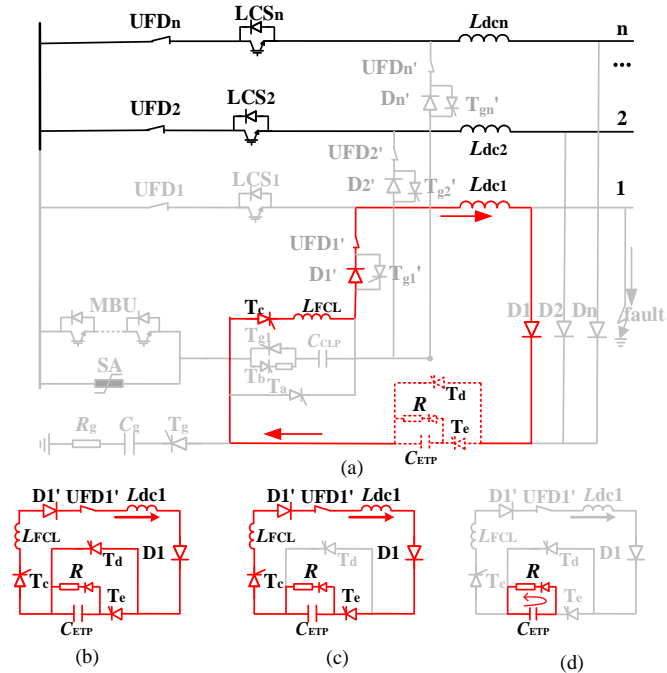 UFDn LCSn Ldcn n
...
UFDn'
Dn' Tgn'
UFD2 LCS2 Ldc2 2
UFD2'
D2' Tg2'
UFD1 LCS1 Ldc1 1
UFD1'
D1' Tg1'
MBU Tc LFCL D1 D2 Dn fault
Tg1 CCLP
SA Tb
Ta
Td
R
Rg Cg Tg Te
CETP
(a)
D1' UFD1' Ldc1
LFCL
Td D1
Tc R Te
CETP
(b)
D1' UFD1' Ldc1
LFCL
Td D1
Tc R Te
CETP
(c)
D1' UFD1' Ldc1
LFCL
Td D1
Tc R Te
CETP
(d)